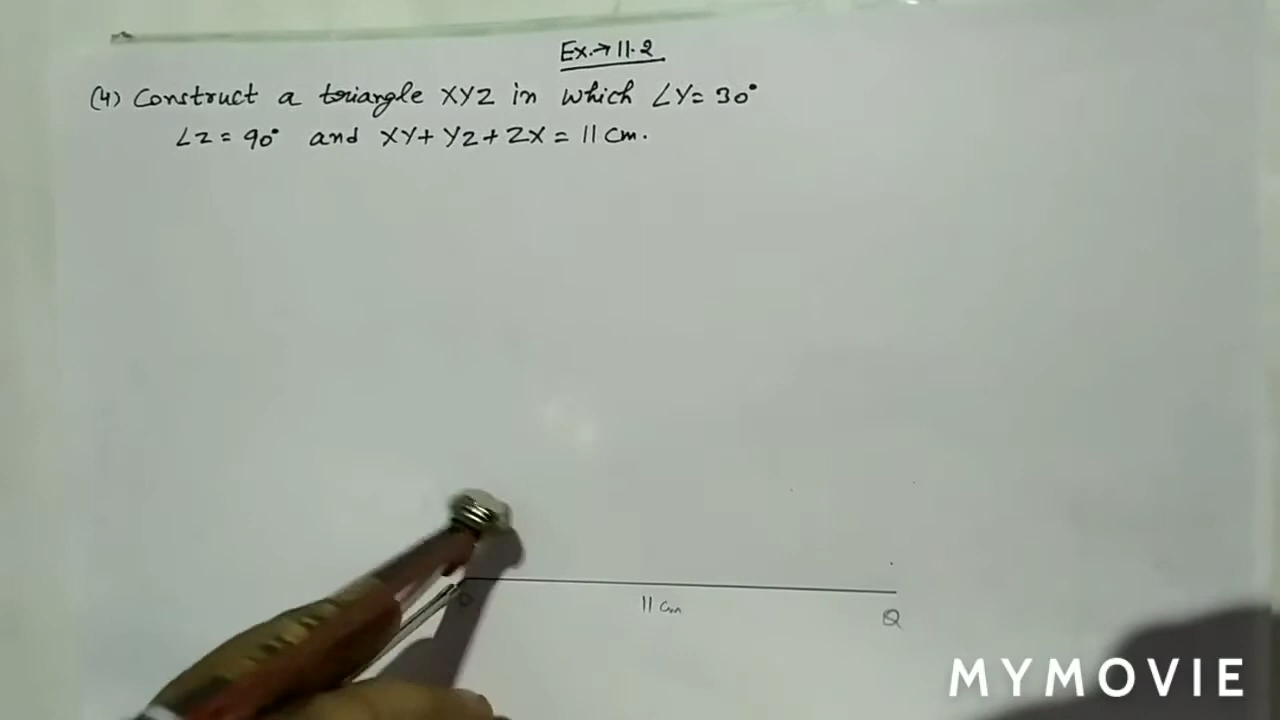 Ex.→11.2
(4) Construct a triangle XYZ in which ∠Y= 30°
∠Z = 90° and XY+ YZ + ZX = 11 cm.
11 cm
Q
MYMOVIE